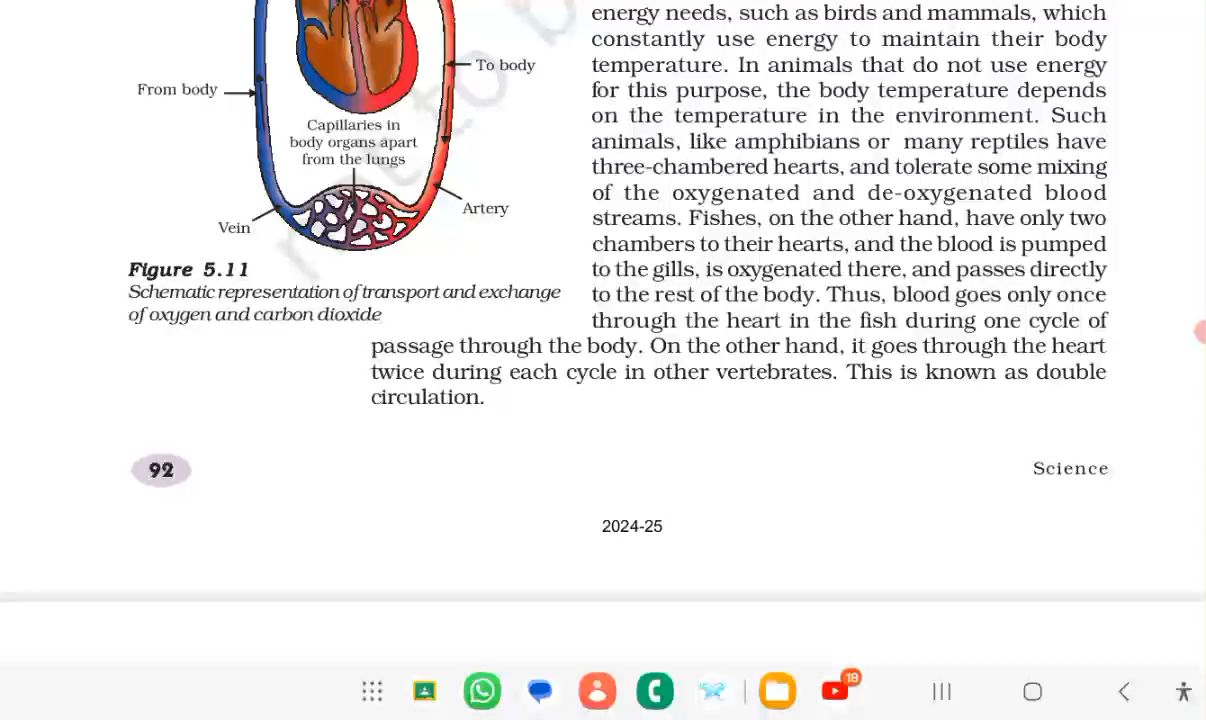 energy needs, such as birds and mammals, which
constantly use energy to maintain their body
temperature. In animals that do not use energy
for this purpose, the body temperature depends
on the temperature in the environment. Such
animals, like amphibians or many reptiles have
three-chambered hearts, and tolerate some mixing
of the oxygenated and de-oxygenated blood
streams. Fishes, on the other hand, have only two
chambers to their hearts, and the blood is pumped
to the gills, is oxygenated there, and passes directly
to the rest of the body. Thus, blood goes only once
through the heart in the fish during one cycle of
passage through the body. On the other hand, it goes through the heart
twice during each cycle in other vertebrates. This is known as double
circulation.
To body
From body
Capillaries in
body organs apart
from the lungs
Artery
Vein
Figure 5.11
Schematic representation of transport and exchange
of oxygen and carbon dioxide
92
Science
2024-25
19